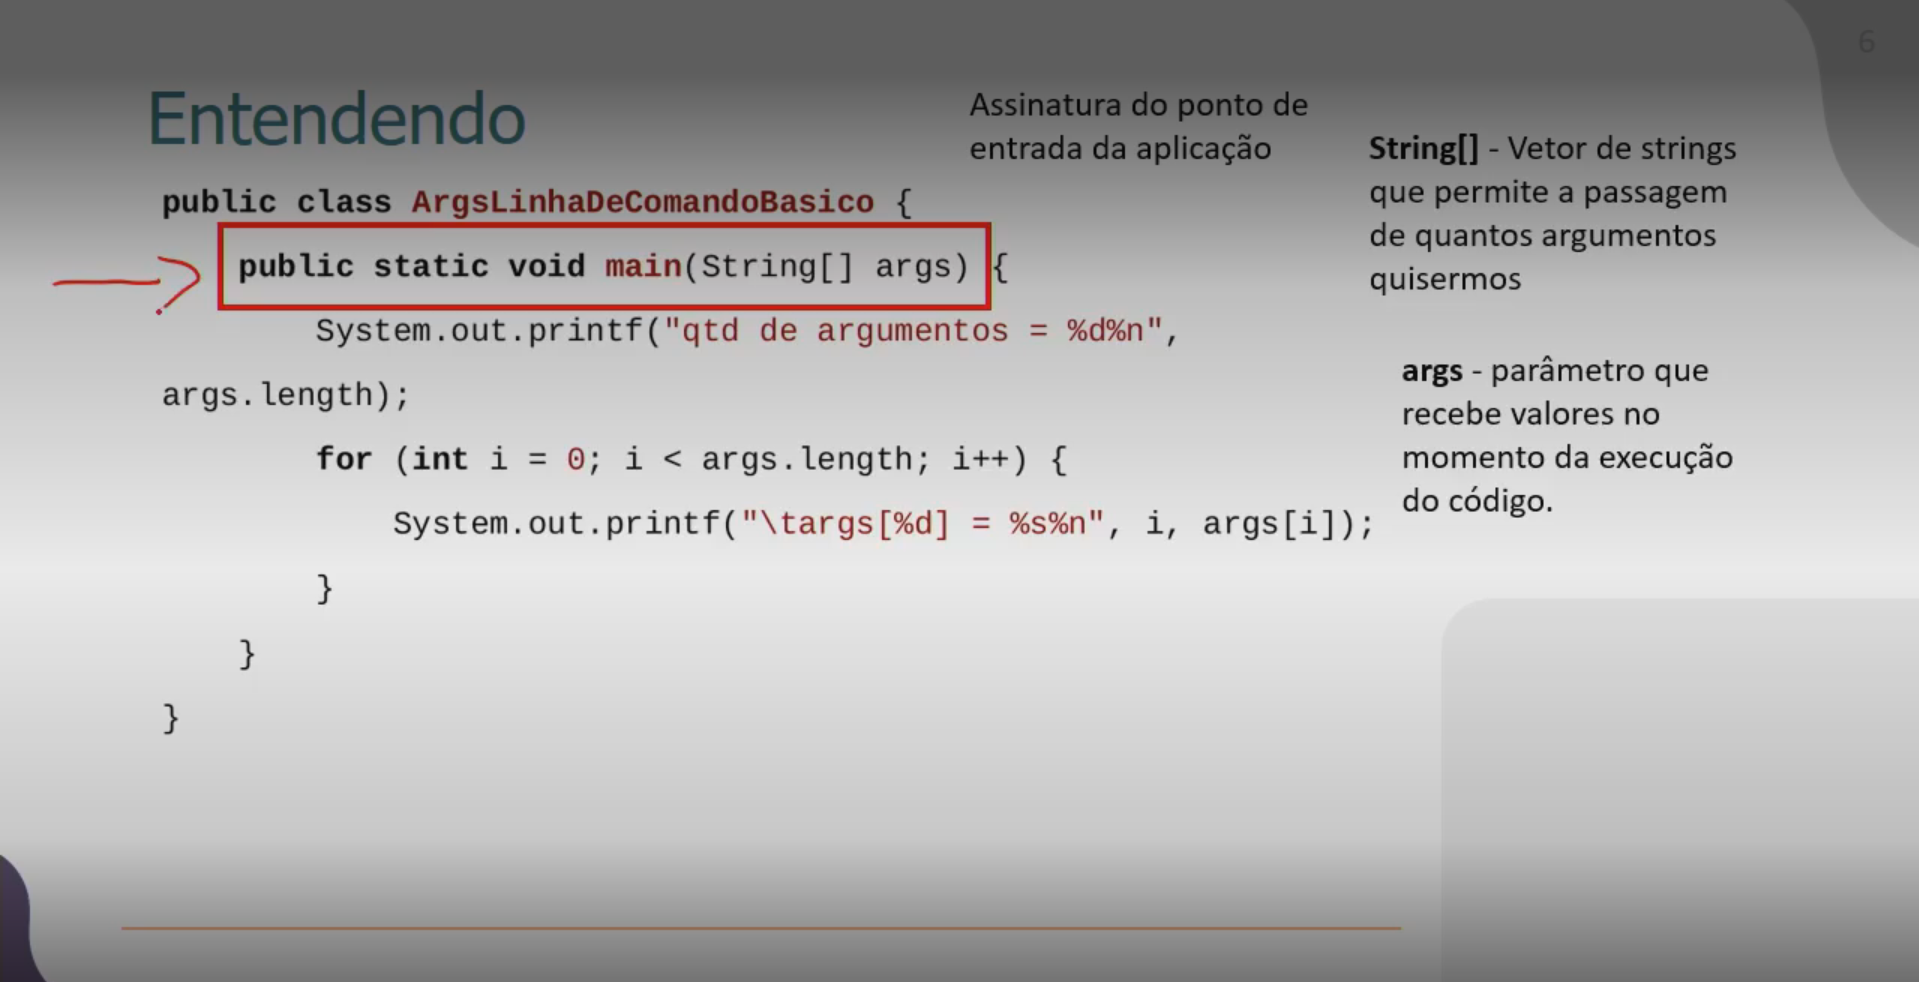 6
Entendendo
Assinatura do ponto de
entrada da aplicação
public class ArgsLinhaDeComandoBasico {
public static void main(String[] args) {
System.out.printf("qtd de argumentos = %d%n",
args.length);
for (int i = 0; i < args.length; i++) {
System.out.printf("\targs[%d] = %s%n", i, args[i]);
}
}
}
String[] - Vetor de strings
que permite a passagem
de quantos argumentos
quisermos
args - parâmetro que
recebe valores no
momento da execução
do código.